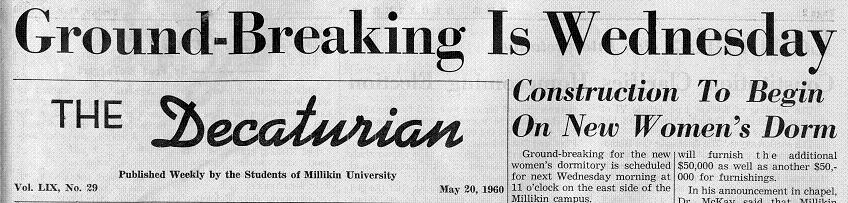 Ground-Breaking Is Wednesday
THE Decaturian
Published Weekly by the Students of Millikin University
Vol. LIX, No. 29
May 20, 1960
Construction To Begin
On New Women's Dorm
Ground-breaking for the new
women's dormitory is scheduled
for next Wednesday morning at
11 o'clock on the east side of the
Millikin campus.
will furnish the additional
$50,000 as well as another $50,-
000 for furnishings.
In his announcement in chapel,
Dr. McKay said that Millikin